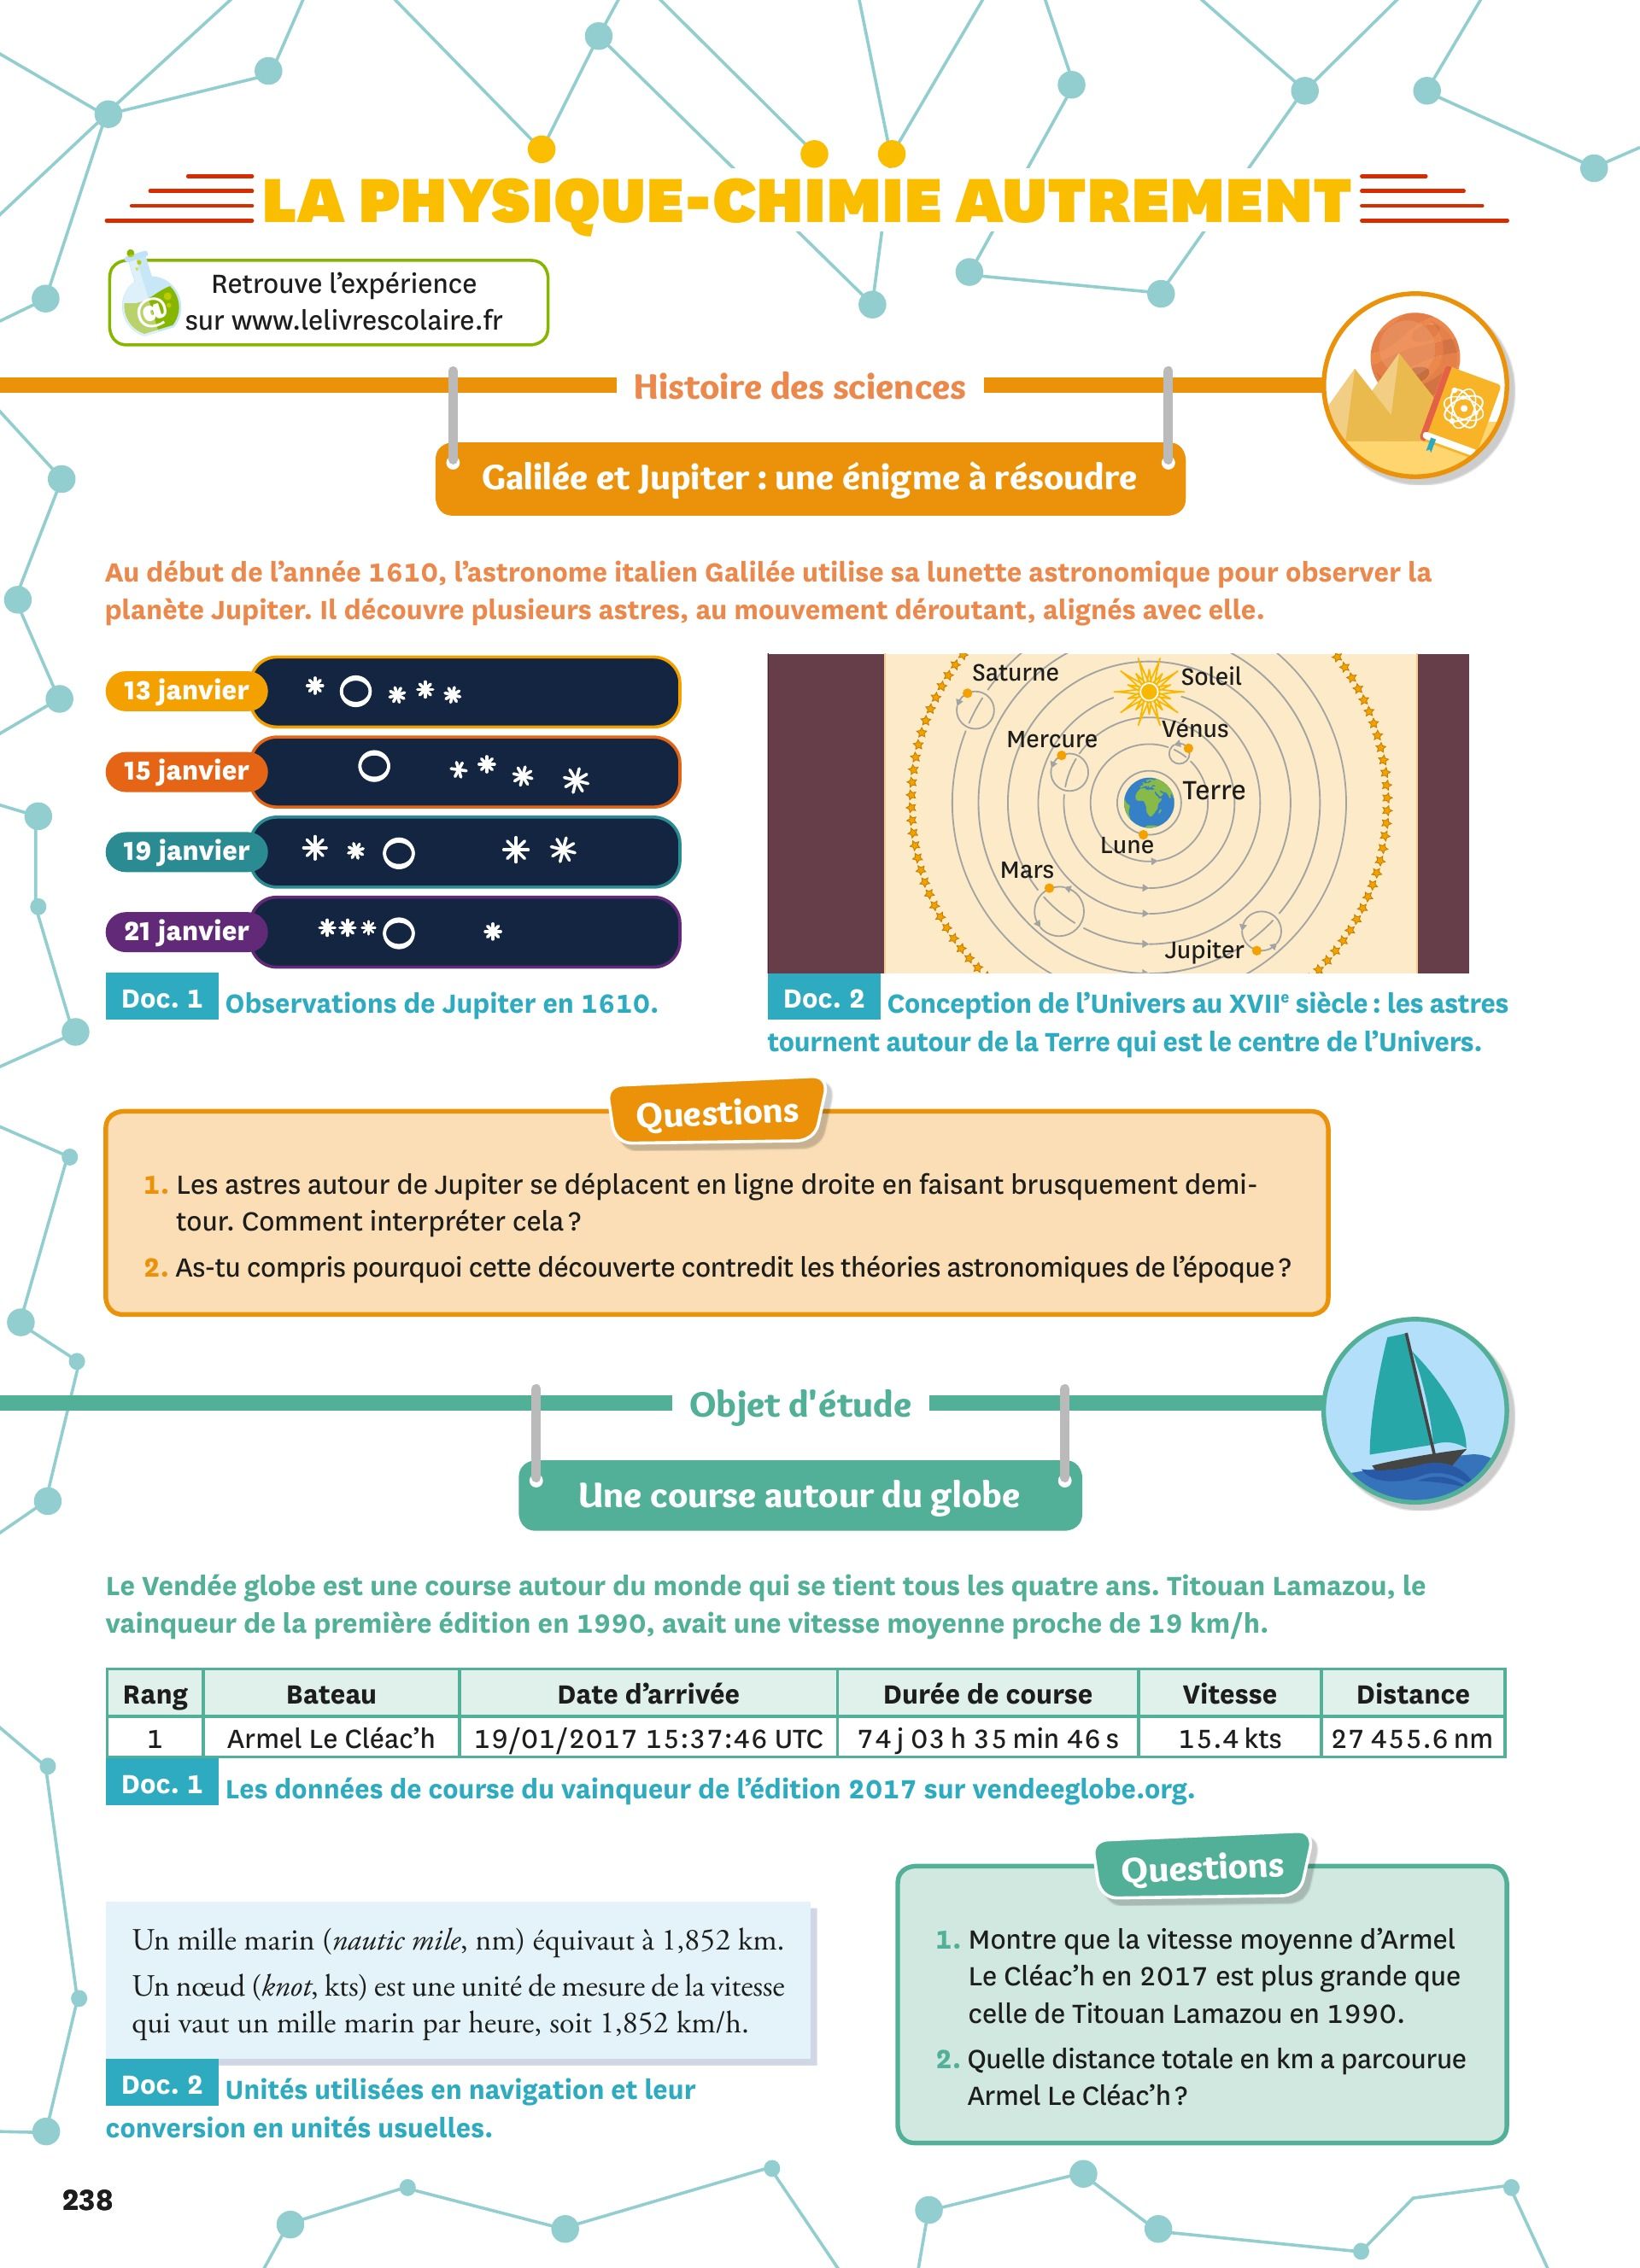 LA PHYSIQUE-CHIMIE AUTREMENT
Retrouve l'expérience
sur www.lelivrescolaire.fr
@
Histoire des sciences
Galilée et Jupiter : une énigme à résoudre
Au début de l'année 1610, l'astronome italien Galilée utilise sa lunette astronomique pour observer la
planète Jupiter. Il découvre plusieurs astres, au mouvement déroutant, alignés avec elle.
13 janvier
15 janvier
19 janvier
21 janvier
Doc. 1 Observations de Jupiter en 1610.
Saturne
Soleil
Mercure
Vénus
Terre
Lune
Mars
Jupiter
Doc. 2 Conception de l'Univers au XVIIe siècle : les astres
tournent autour de la Terre qui est le centre de l'Univers.
Questions
1. Les astres autour de Jupiter se déplacent en ligne droite en faisant brusquement demi-
tour. Comment interpréter cela ?
2. As-tu compris pourquoi cette découverte contredit les théories astronomiques de l'époque ?
Objet d'étude
Une course autour du globe
Le Vendée globe est une course autour du monde qui se tient tous les quatre ans. Titouan Lamazou, le
vainqueur de la première édition en 1990, avait une vitesse moyenne proche de 19 km/h.
Rang Bateau Date d'arrivée Durée de course Vitesse Distance
1 Armel Le Cléac'h 19/01/2017 15:37:46 UTC 74 j 03 h 35 min 46 s 15.4 kts 27 455.6 nm
Doc. 1 Les données de course du vainqueur de l'édition 2017 sur vendeeglobe.org.
Un mille marin (nautic mile, nm) équivaut à 1,852 km.
Un nœud (knot, kts) est une unité de mesure de la vitesse
qui vaut un mille marin par heure, soit 1,852 km/h.
Doc. 2 Unités utilisées en navigation et leur
conversion en unités usuelles.
Questions
1. Montre que la vitesse moyenne d'Armel
Le Cléac'h en 2017 est plus grande que
celle de Titouan Lamazou en 1990.
2. Quelle distance totale en km a parcourue
Armel Le Cléac'h ?
238